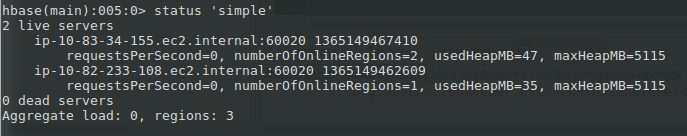 hbase(main):005:0> status 'simple'
2 live servers
ip-10-83-34-155.ec2.internal:60020 1365149467410
requestsPerSecond=0, numberOfOnlineRegions=2, usedHeapMB=47, maxHeapMB=5115
ip-10-82-233-108.ec2.internal:60020 1365149462609
requestsPerSecond=0, numberOfOnlineRegions=1, usedHeapMB=35, maxHeapMB=5115
0 dead servers
Aggregate load: 0, regions: 3